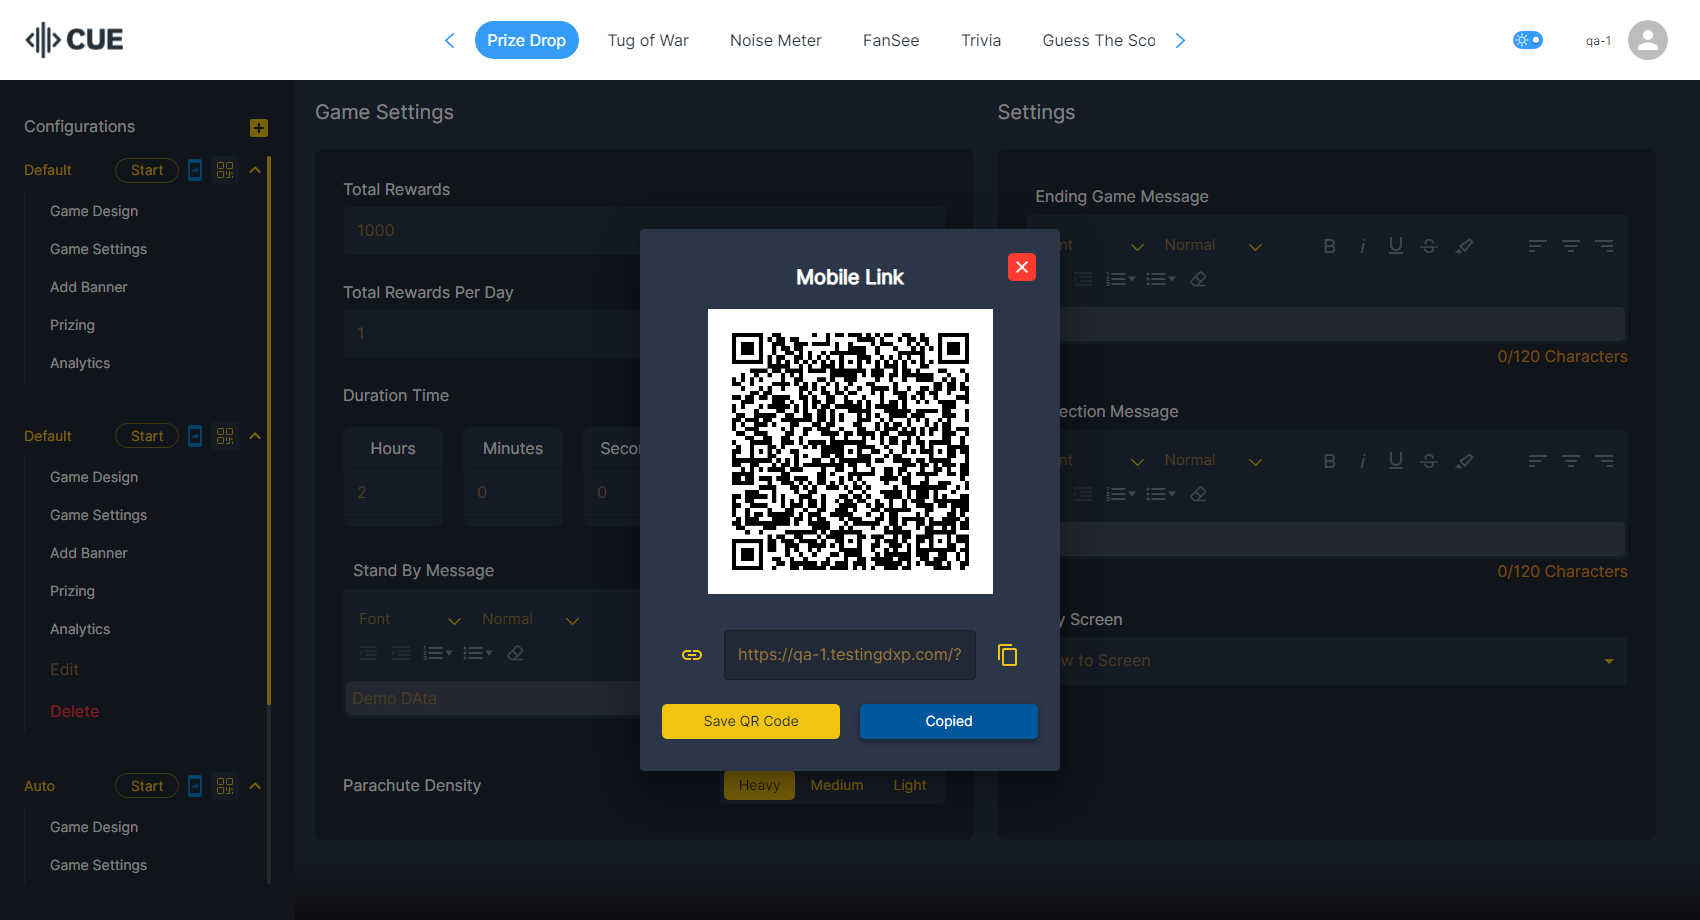 CUE
Prize Drop
Tug of War
Noise Meter
FanSee
Trivia
Guess The Sco
qa-1
Configurations
Default
Start
Game Design
Game Settings
Add Banner
Prizing
Analytics
Default
Start
Game Design
Game Settings
Add Banner
Prizing
Analytics
Edit
Delete
Auto
Start
Game Design
Game Settings
Game Settings
Total Rewards
1000
Total Rewards Per Day
1
Duration Time
Hours
Minutes
Secon
2
0
0
Stand By Message
Font
Normal
Demo DAta
Parachute Density
Heavy
Medium
Light
Mobile Link
https://qa-1.testingdxp.com/?
Save QR Code
Copied
Settings
Ending Game Message
nt
Normal
0/120 Characters
ection Message
nt
Normal
0/120 Characters
y Screen
w to Screen